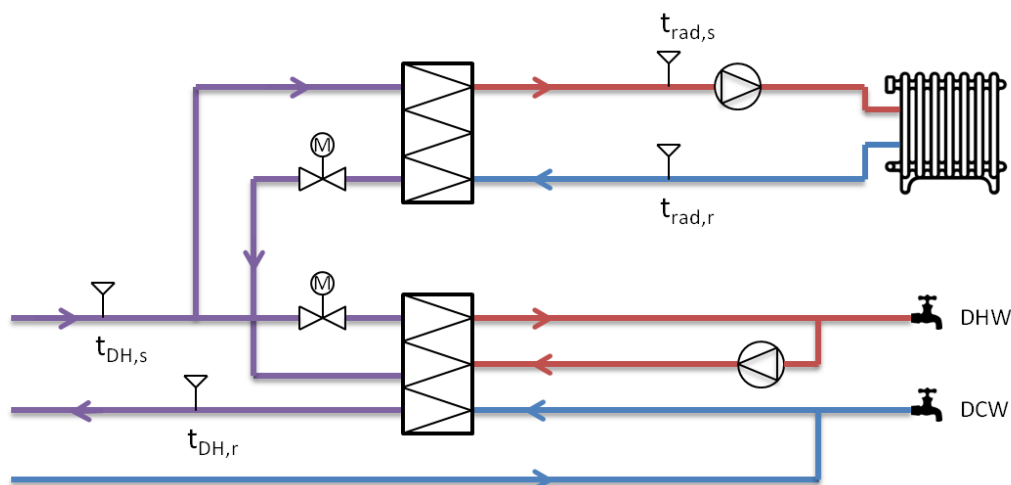 t_rad,s
M
t_rad,r
M
DHW
t_DH,s
DCW
t_DH,r